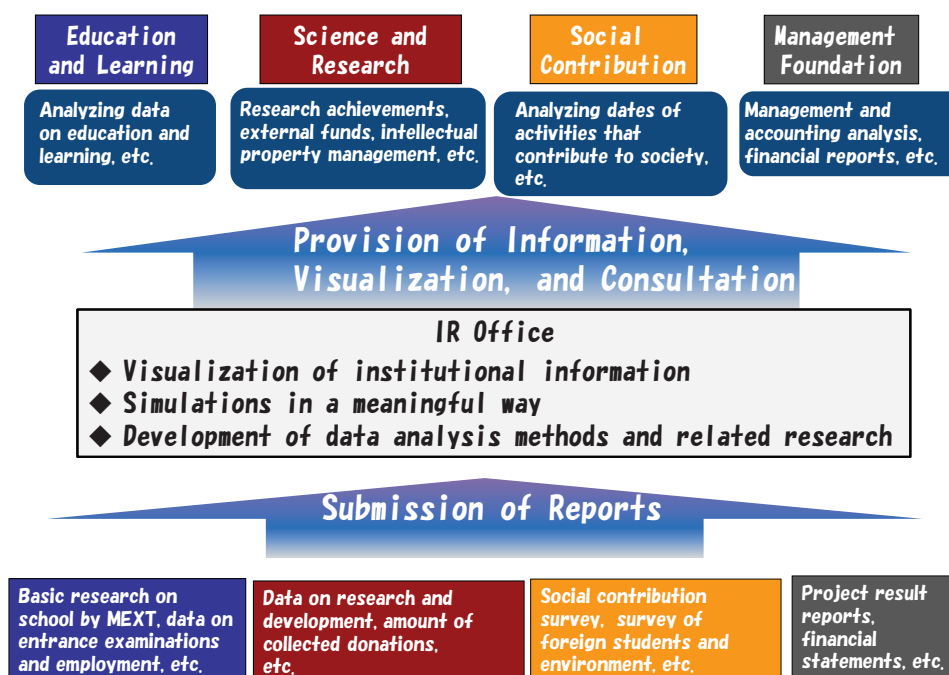 Education
and Learning
Science and
Research
Social
Contribution
Management
Foundation
Analyzing data
on education and
learning, etc.
Research achievements,
external funds, intellectual
property management, etc.
Analyzing dates of
activities that
contribute to society,
etc.
Management and
accounting analysis,
financial reports, etc.
Provision of Information,
Visualization, and Consultation
IR Office
◆ Visualization of institutional information
◆ Simulations in a meaningful way
◆ Development of data analysis methods and related research
Submission of Reports
Basic research on
school by MEXT, data on
entrance examinations
and employment, etc.
Data on research and
development, amount of
collected donations,
etc.
Social contribution
survey, survey of
foreign students and
environment, etc.
Project result
reports,
financial
statements, etc.